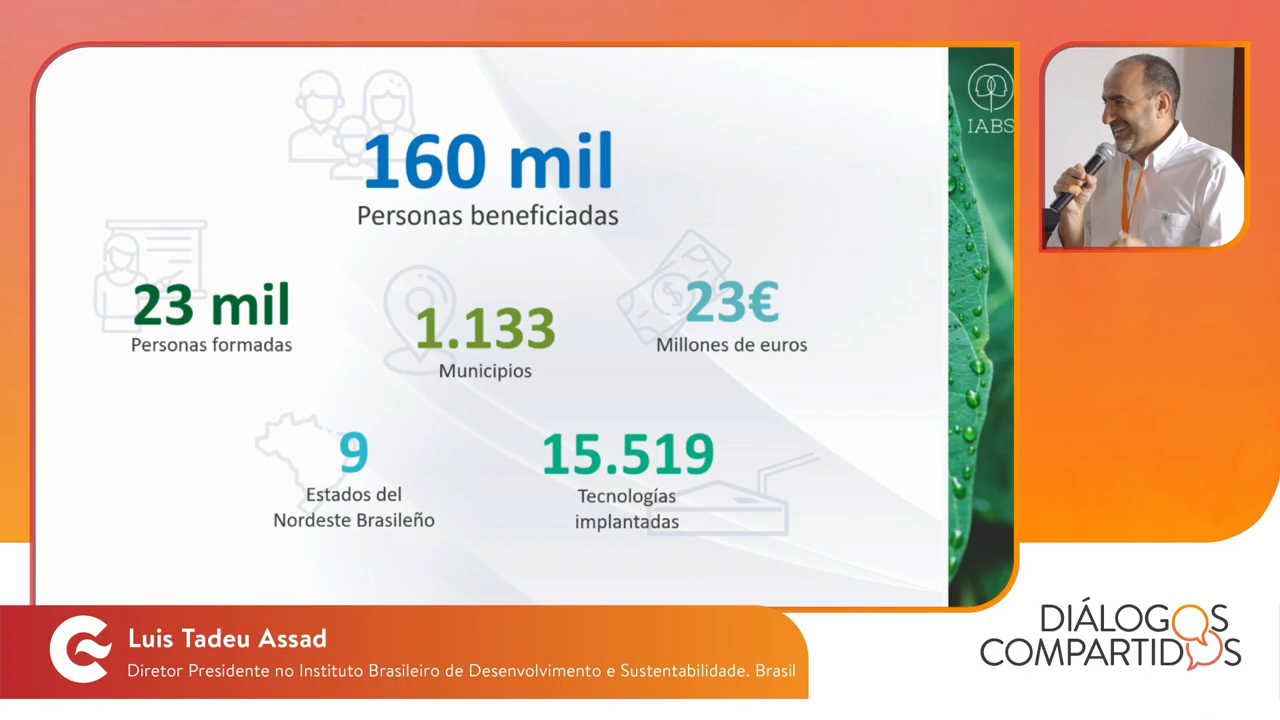 IABS
160 mil
Personas beneficiadas
23 mil
Personas formadas
1.133
Municipios
23€
Millones de euros
9
Estados del
Nordeste Brasileño
15.519
Tecnologías
implantadas
Luis Tadeu Assad
Diretor Presidente no Instituto Brasileiro de Desenvolvimento e Sustentabilidade. Brasil
DIÁLOGOS
COMPARTIDOS